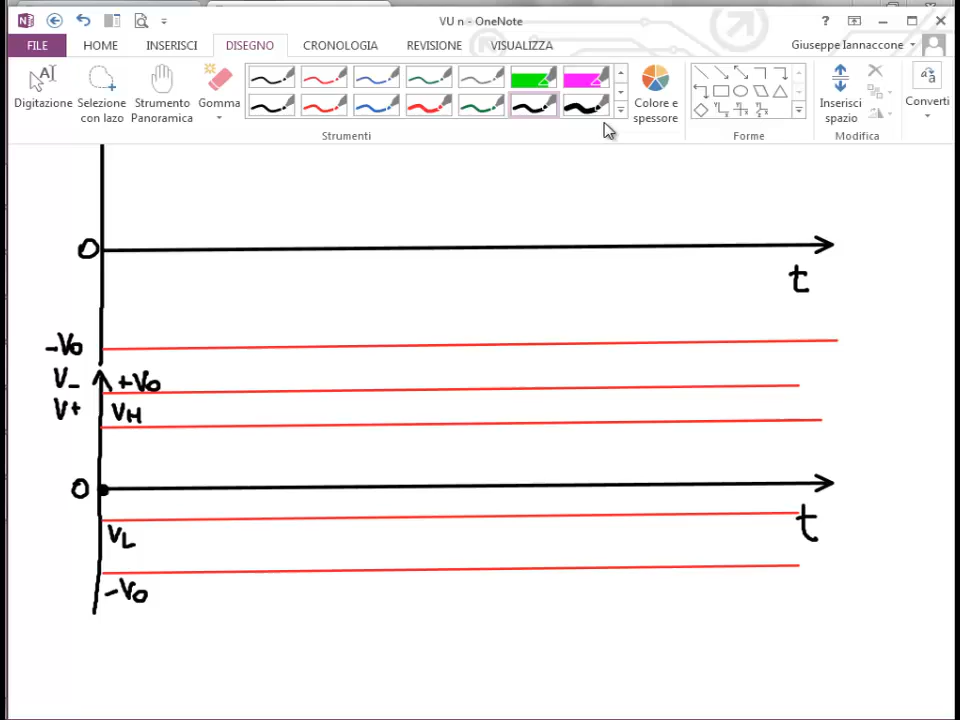 VU n - OneNote
?
FILE HOME INSERISCI DISEGNO CRONOLOGIA REVISIONE VISUALIZZA Giuseppe Iannaccone
Digitazione Selezione con lazo Strumento Panoramica Gomma Colore e spessore Inserisci spazio Converti
Strumenti Forme Modifica
0
t
-V0
V-
+V0
V+
VH
0
t
VL
-V0